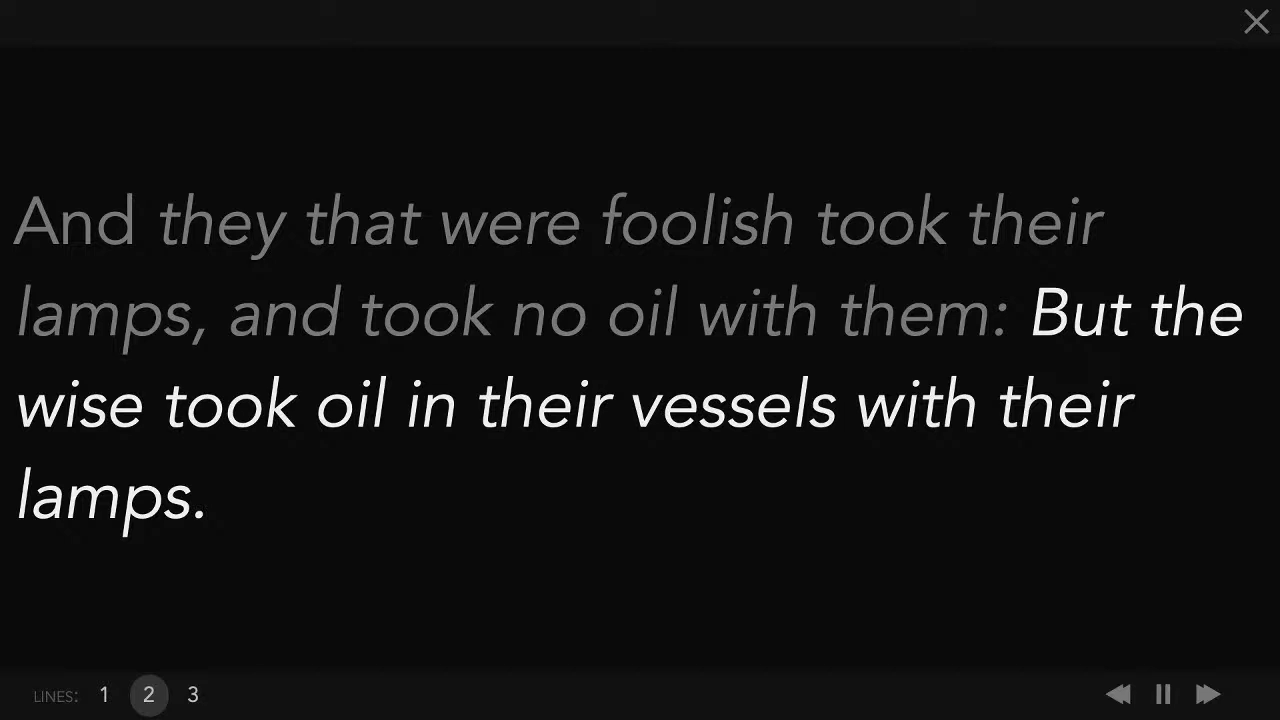 And they that were foolish took their
lamps, and took no oil with them: But the
wise took oil in their vessels with their
lamps.
LINES: 1 2 3